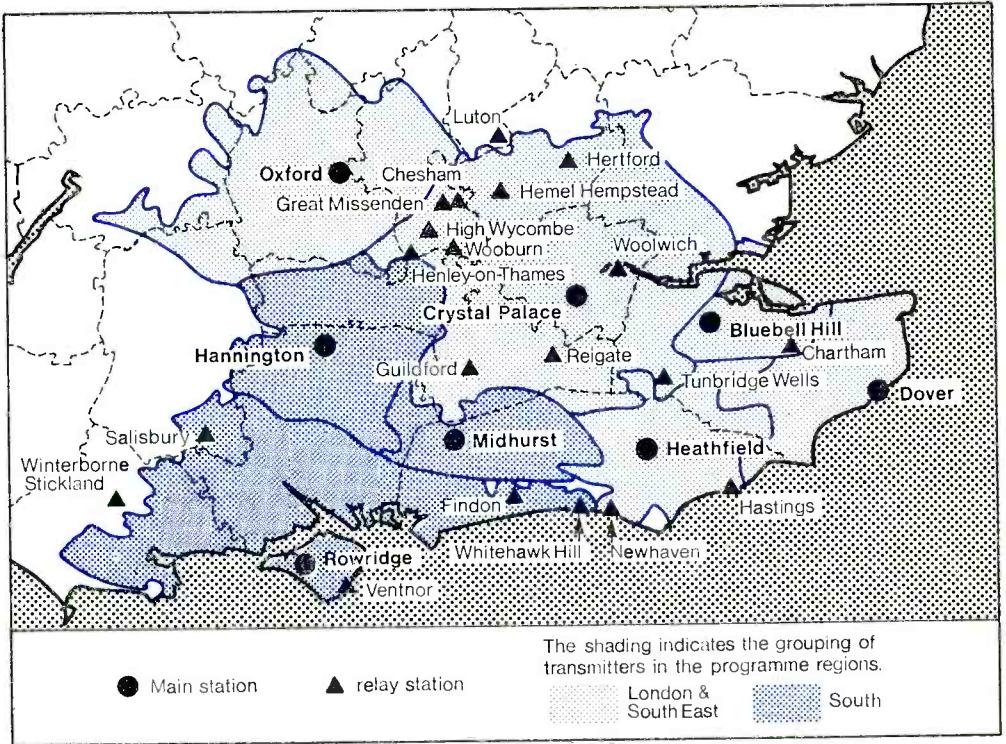 Luton
Hertford
Oxford
Chesham
Hemel Hempstead
Great Missenden
High Wycombe
Wooburn
Woolwich
Henley-on-Thames
Crystal Palace
Bluebell Hill
Hannington
Chartham
Reigate
Guildford
Tunbridge Wells
Dover
Salisbury
Midhurst
Heathfield
Winterborne
Stickland
Findon
Hastings
Whitehawk Hill
Newhaven
Rowridge
Ventnor
The shading indicates the grouping of
transmitters in the programme regions.
Main station
relay station
London &
South East
South